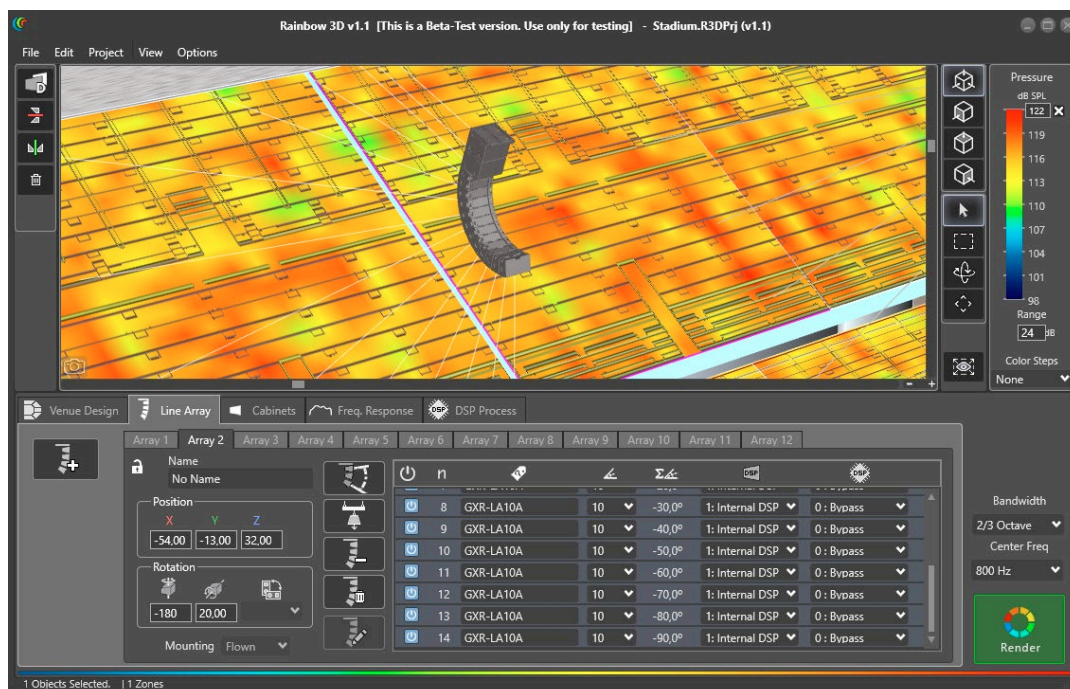 Rainbow 3D v1.1 [This is a Beta-Test version. Use only for testing] - Stadium.R3DPrj (v1.1)
File Edit Project View Options
Pressure
dB SPL
122
119
116
113
110
107
104
101
98
Range
24 dB
Color Steps
None
Venue Design Line Array Cabinets Freq. Response DSP DSP Process
Array 1 Array 2 Array 3 Array 4 Array 5 Array 6 Array 7 Array 8 Array 9 Array 10 Array 11 Array 12
Name
No Name
Position
X Y Z
-54,00 -13,00 32,00
Rotation
-180 20,00
Mounting Flown
n Σ DSP DSP
8 GXR-LA10A 10 -30,0º 1: Internal DSP 0 : Bypass
9 GXR-LA10A 10 -40,0º 1: Internal DSP 0 : Bypass
10 GXR-LA10A 10 -50,0º 1: Internal DSP 0 : Bypass
11 GXR-LA10A 10 -60,0º 1: Internal DSP 0 : Bypass
12 GXR-LA10A 10 -70,0º 1: Internal DSP 0 : Bypass
13 GXR-LA10A 10 -80,0º 1: Internal DSP 0 : Bypass
14 GXR-LA10A 10 -90,0º 1: Internal DSP 0 : Bypass
Bandwidth
2/3 Octave
Center Freq
800 Hz
Render
1 Objects Selected. | 1 Zones